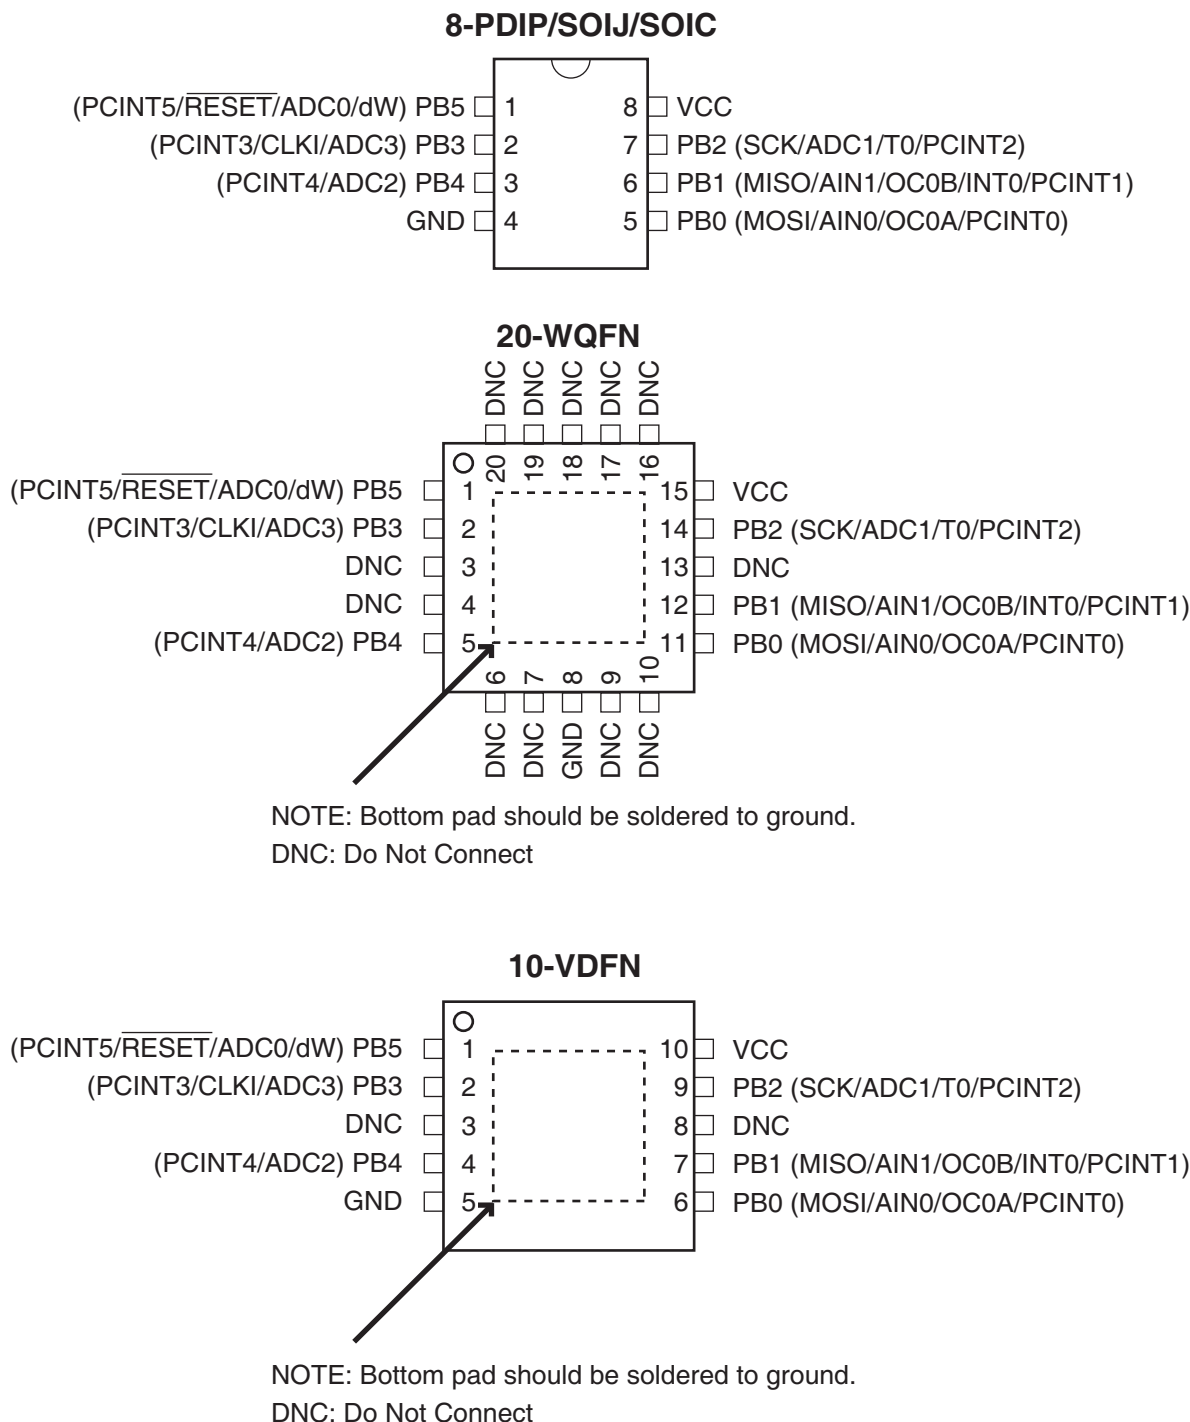 8-PDIP/SOIJ/SOIC
(PCINT5/RESET/ADC0/dW) PB5 1 8 VCC
(PCINT3/CLKI/ADC3) PB3 2 7 PB2 (SCK/ADC1/T0/PCINT2)
(PCINT4/ADC2) PB4 3 6 PB1 (MISO/AIN1/OC0B/INT0/PCINT1)
GND 4 5 PB0 (MOSI/AIN0/OC0A/PCINT0)
20-WQFN
DNC DNC DNC DNC DNC
20 19 18 17 16
(PCINT5/RESET/ADC0/dW) PB5 1 15 VCC
(PCINT3/CLKI/ADC3) PB3 2 14 PB2 (SCK/ADC1/T0/PCINT2)
DNC 3 13 DNC
DNC 4 12 PB1 (MISO/AIN1/OC0B/INT0/PCINT1)
(PCINT4/ADC2) PB4 5 11 PB0 (MOSI/AIN0/OC0A/PCINT0)
6 7 8 9 10
DNC DNC GND DNC DNC
NOTE: Bottom pad should be soldered to ground.
DNC: Do Not Connect
10-VDFN
(PCINT5/RESET/ADC0/dW) PB5 1 10 VCC
(PCINT3/CLKI/ADC3) PB3 2 9 PB2 (SCK/ADC1/T0/PCINT2)
DNC 3 8 DNC
(PCINT4/ADC2) PB4 4 7 PB1 (MISO/AIN1/OC0B/INT0/PCINT1)
GND 5 6 PB0 (MOSI/AIN0/OC0A/PCINT0)
NOTE: Bottom pad should be soldered to ground.
DNC: Do Not Connect